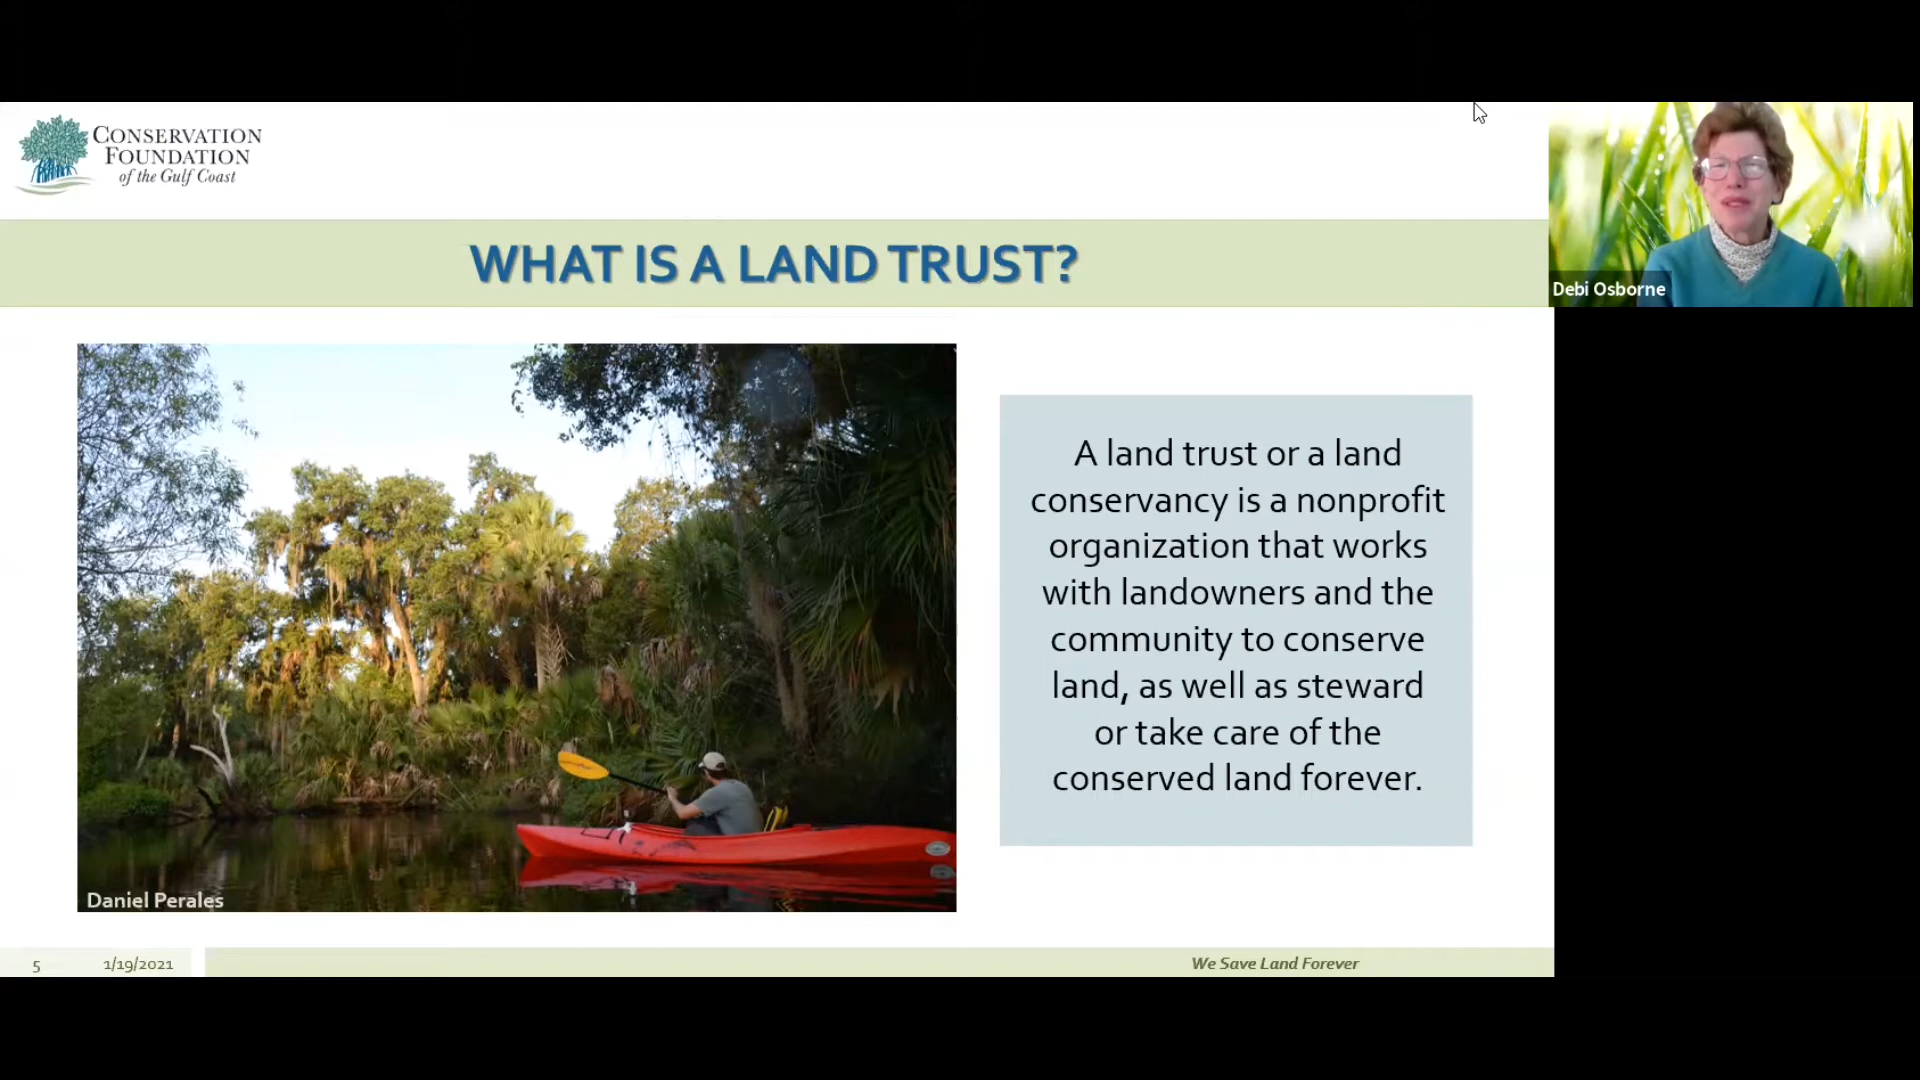 CONSERVATION
FOUNDATION
of the Gulf Coast
WHAT IS A LAND TRUST?
Debi Osborne
A land trust or a land
conservancy is a nonprofit
organization that works
with landowners and the
community to conserve
land, as well as steward
or take care of the
conserved land forever.
Daniel Perales
5
1/19/2021
We Save Land Forever